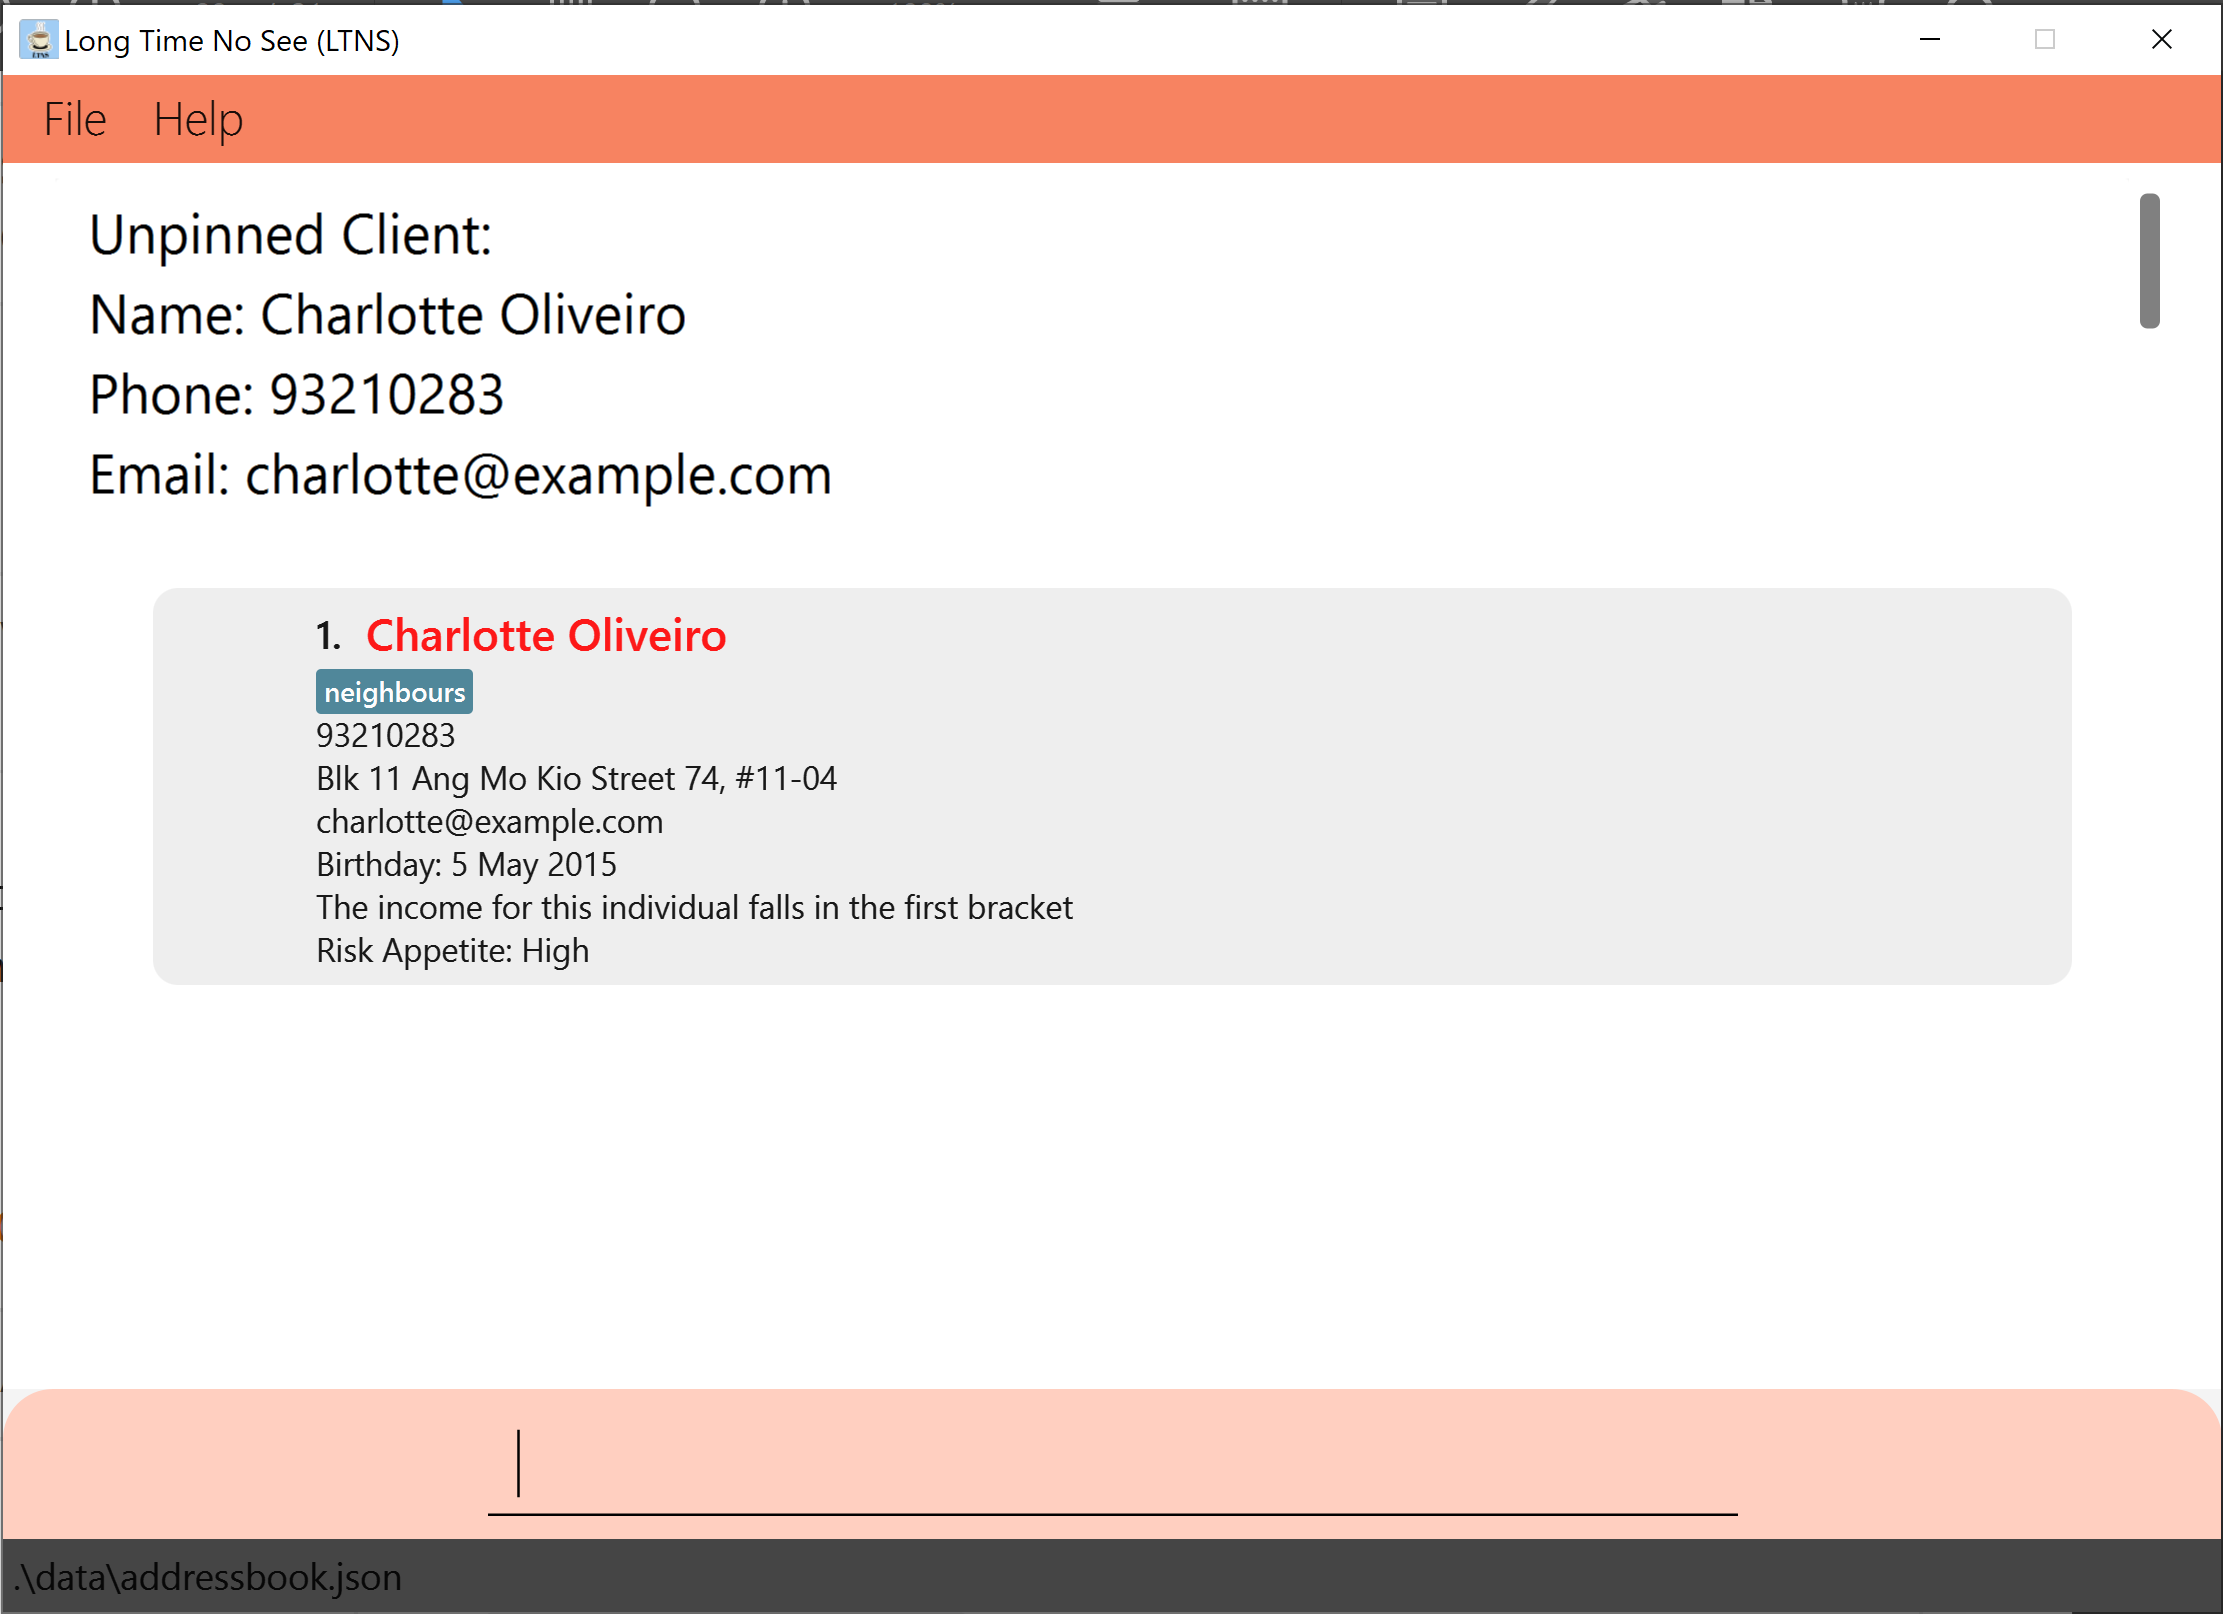 Long Time No See (LTNS)
File Help
Unpinned Client:
Name: Charlotte Oliveiro
Phone: 93210283
Email: charlotte@example.com
1. Charlotte Oliveiro
neighbours
93210283
Blk 11 Ang Mo Kio Street 74, #11-04
charlotte@example.com
Birthday: 5 May 2015
The income for this individual falls in the first bracket
Risk Appetite: High
.\data\addressbook.json